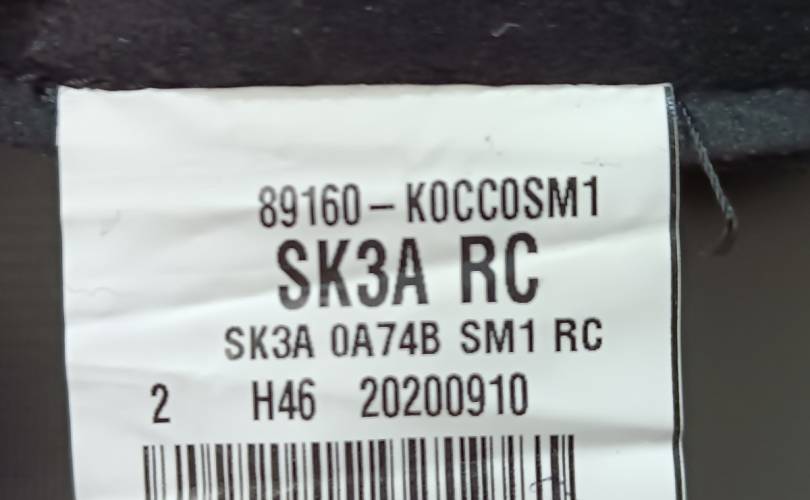 89160-K0CC0SM1
SK3A RC
SK3A 0A74B SM1 RC
2 H46 20200910